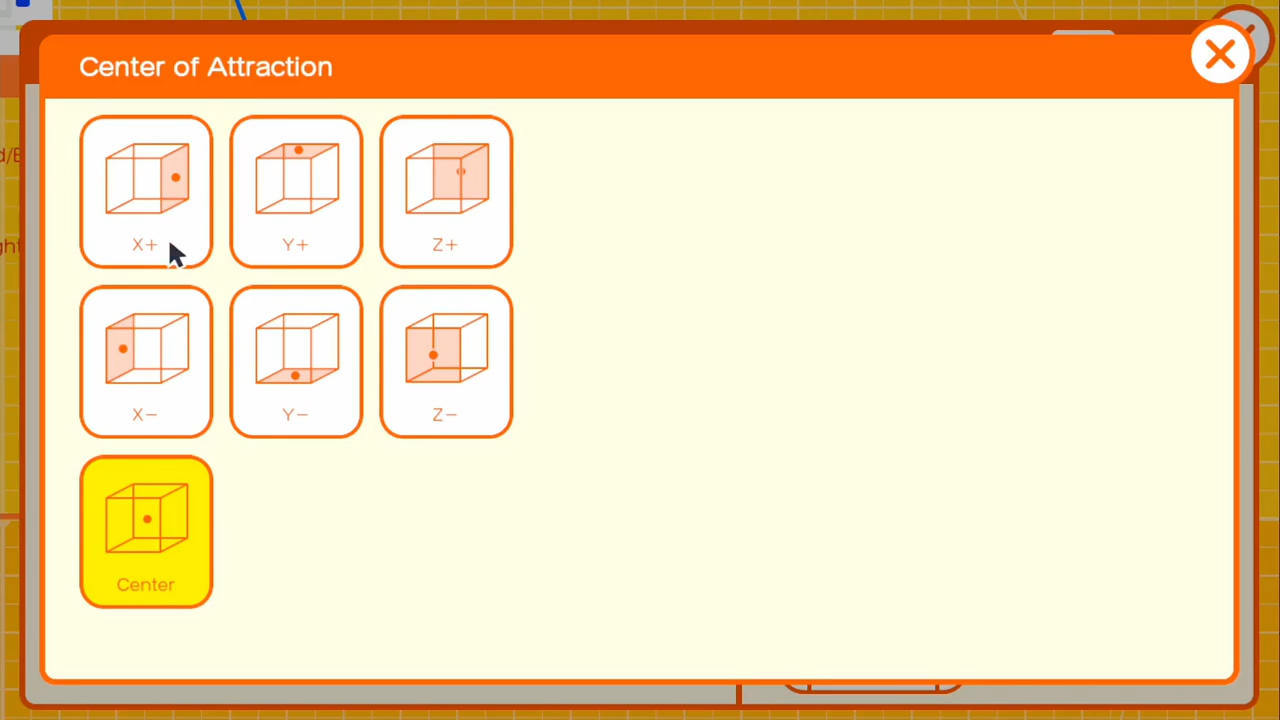 Center of Attraction
X+
Y+
Z+
X−
Y−
Z−
Center